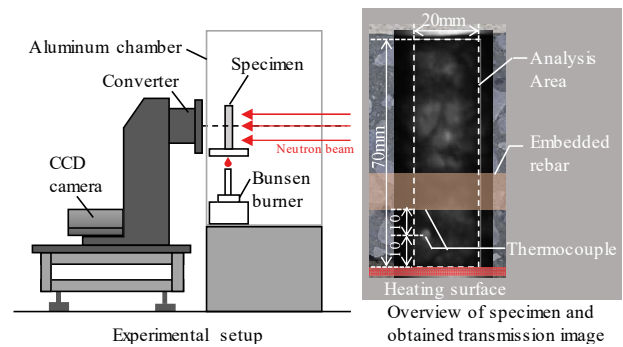 Aluminum chamber
Converter
Specimen
Neutron beam
CCD
camera
Bunsen
burner
Experimental setup
20mm
70mm
Analysis
Area
Embedded
rebar
10
10
Thermocouple
Heating surface
Overview of specimen and
obtained transmission image